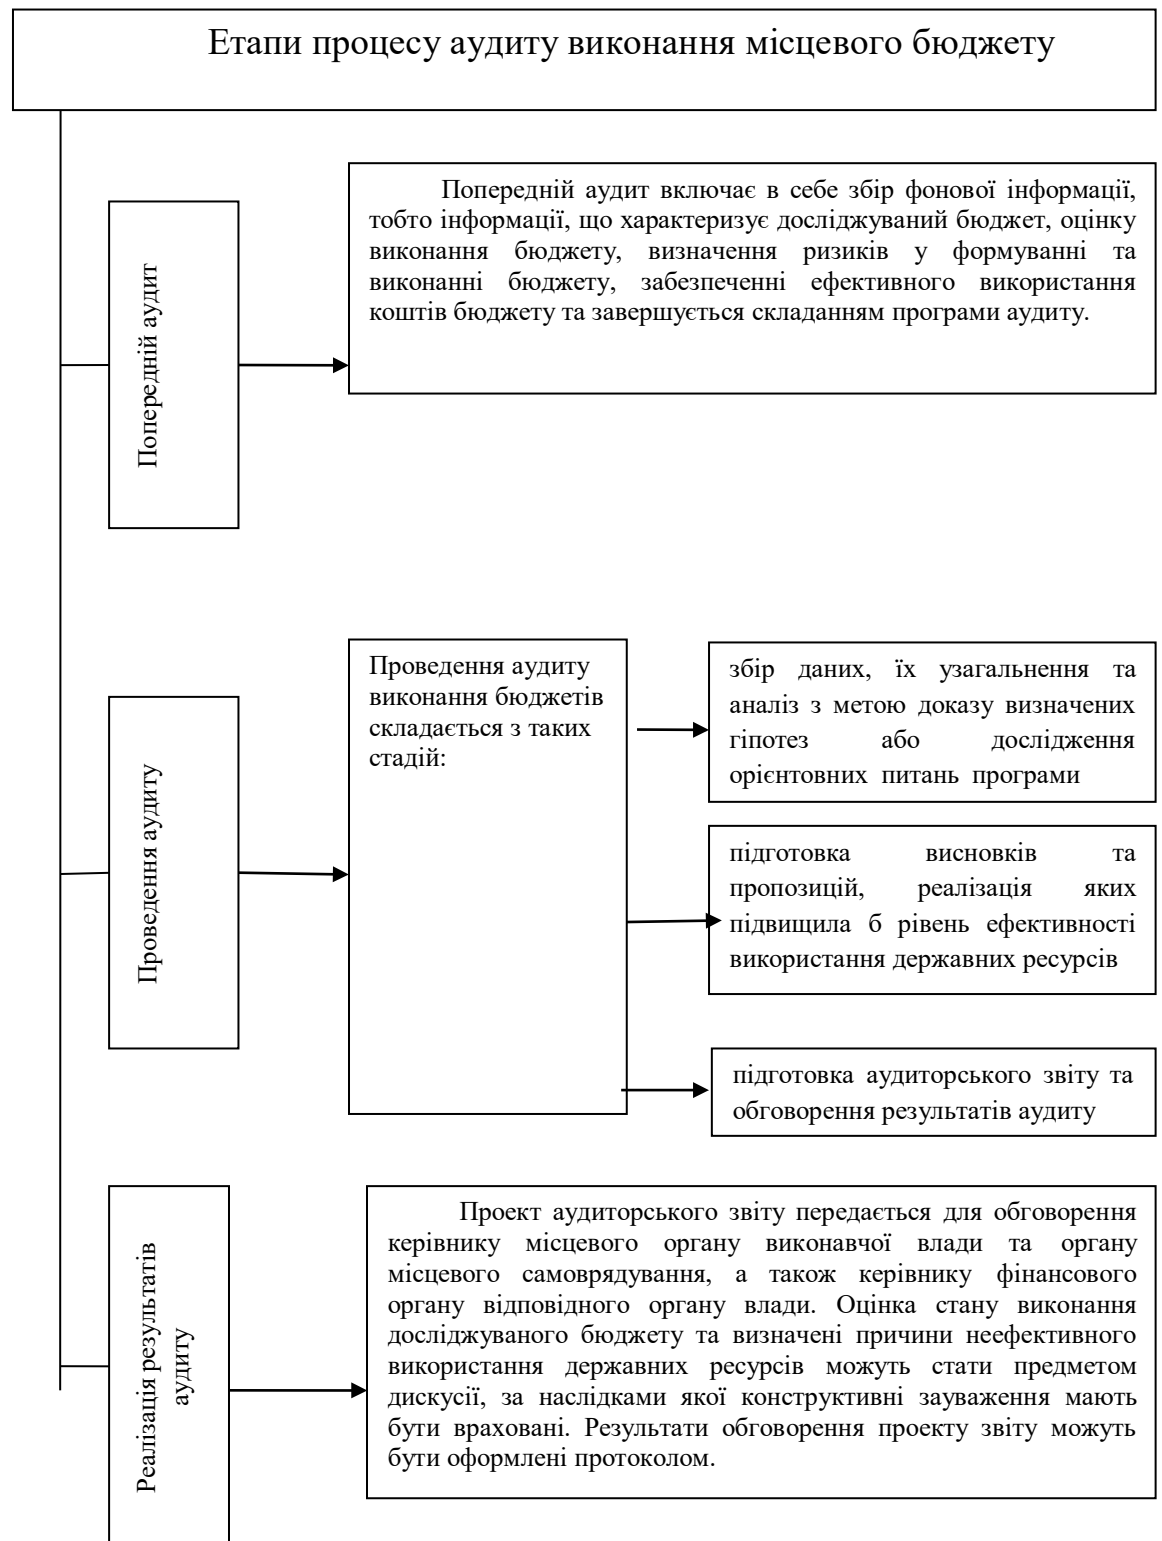 Етапи процесу аудиту виконання місцевого бюджету
Попередній аудит
Попередній аудит включає в себе збір фонової інформації,
тобто інформації, що характеризує досліджуваний бюджет, оцінку
виконання бюджету, визначення ризиків у формуванні та
виконанні бюджету, забезпеченні ефективного використання
коштів бюджету та завершується складанням програми аудиту.
Проведення аудиту
Проведення аудиту
виконання бюджетів
складається з таких
стадій:
збір даних, їх узагальнення та
аналіз з метою доказу визначених
гіпотез або дослідження
орієнтовних питань програми
підготовка висновків та
пропозицій, реалізація яких
підвищила б рівень ефективності
використання державних ресурсів
підготовка аудиторського звіту та
обговорення результатів аудиту
Реалізація результатів
аудиту
Проект аудиторського звіту передається для обговорення
керівнику місцевого органу виконавчої влади та органу
місцевого самоврядування, а також керівнику фінансового
органу відповідного органу влади. Оцінка стану виконання
досліджуваного бюджету та визначені причини неефективного
використання державних ресурсів можуть стати предметом
дискусії, за наслідками якої конструктивні зауваження мають
бути враховані. Результати обговорення проекту звіту можуть
бути оформлені протоколом.